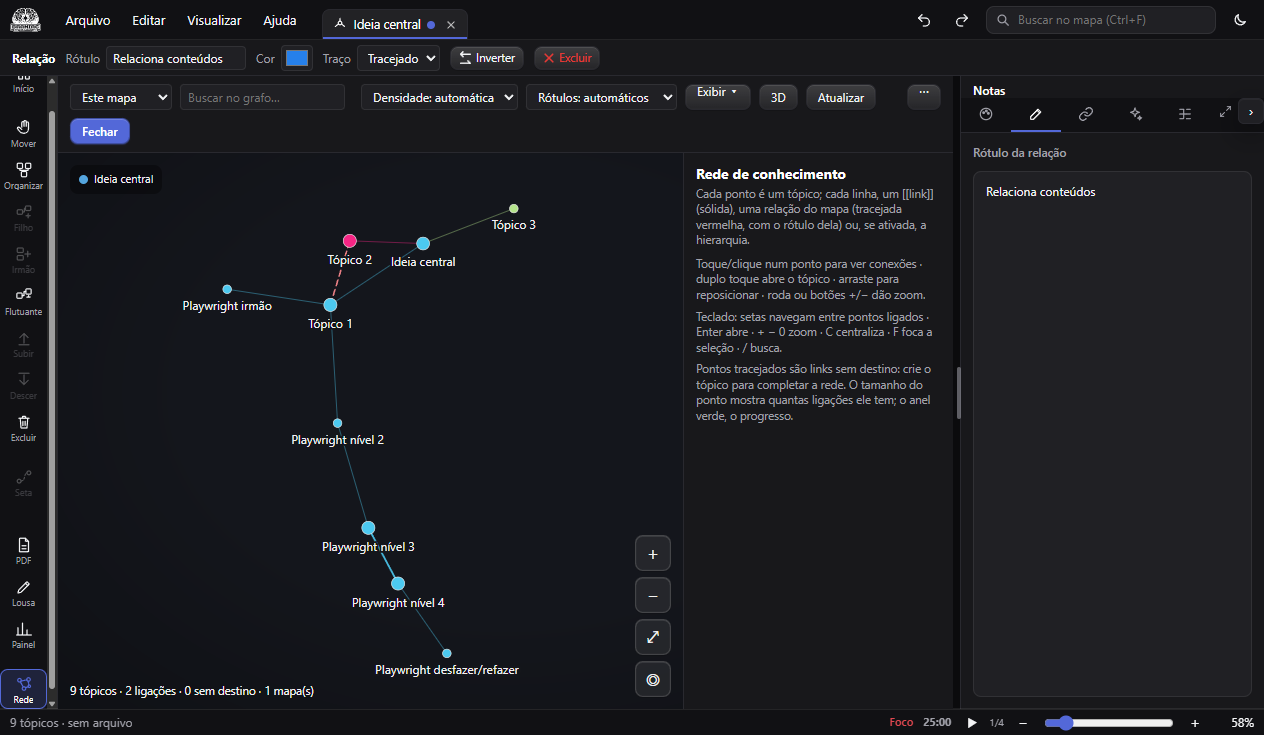 Arquivo Editar Visualizar Ajuda Ideia central Buscar no mapa (Ctrl+F)
Relação Rótulo Relaciona conteúdos Cor Traço Tracejado Inverter Excluir
Início
Mover
Organizar
Filho
Irmão
Flutuante
Subir
Descer
Excluir
Seta
PDF
Lousa
Painel
Rede
Este mapa Buscar no grafo... Densidade: automática Rótulos: automáticos Exibir 3D Atualizar ...
Fechar
Ideia central
Tópico 3
Tópico 2
Ideia central
Playwright irmão
Tópico 1
Playwright nível 2
Playwright nível 3
Playwright nível 4
Playwright desfazer/refazer
+
−
9 tópicos · 2 ligações · 0 sem destino · 1 mapa(s)
Rede de conhecimento
Cada ponto é um tópico; cada linha, um [[link]]
(sólida), uma relação do mapa (tracejada
vermelha, com o rótulo dela) ou, se ativada, a
hierarquia.
Toque/clique num ponto para ver conexões ·
duplo toque abre o tópico · arraste para
reposicionar · roda ou botões +/− dão zoom.
Teclado: setas navegam entre pontos ligados ·
Enter abre · + − 0 zoom · C centraliza · F foca a
seleção · / busca.
Pontos tracejados são links sem destino: crie o
tópico para completar a rede. O tamanho do
ponto mostra quantas ligações ele tem; o anel
verde, o progresso.
Notas
Rótulo da relação
Relaciona conteúdos
9 tópicos · sem arquivo
Foco 25:00 1/4 − + 58%